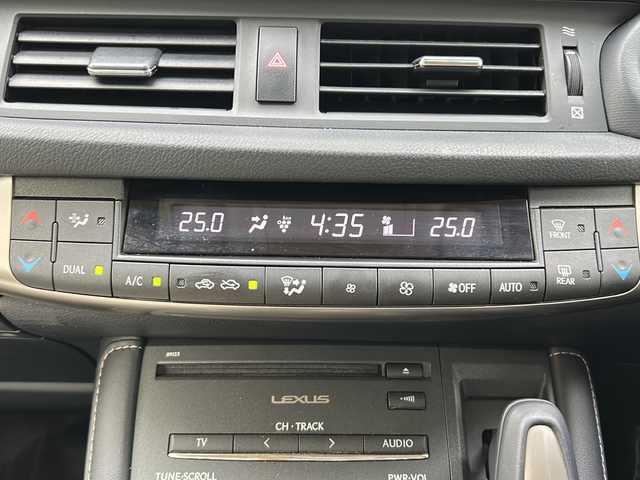 25.0 4:35 25.0
FRONT
DUAL A/C OFF AUTO REAR
89133
LEXUS
CH · TRACK
TV < > AUDIO
TUNE·SCROLL PWR·VOL